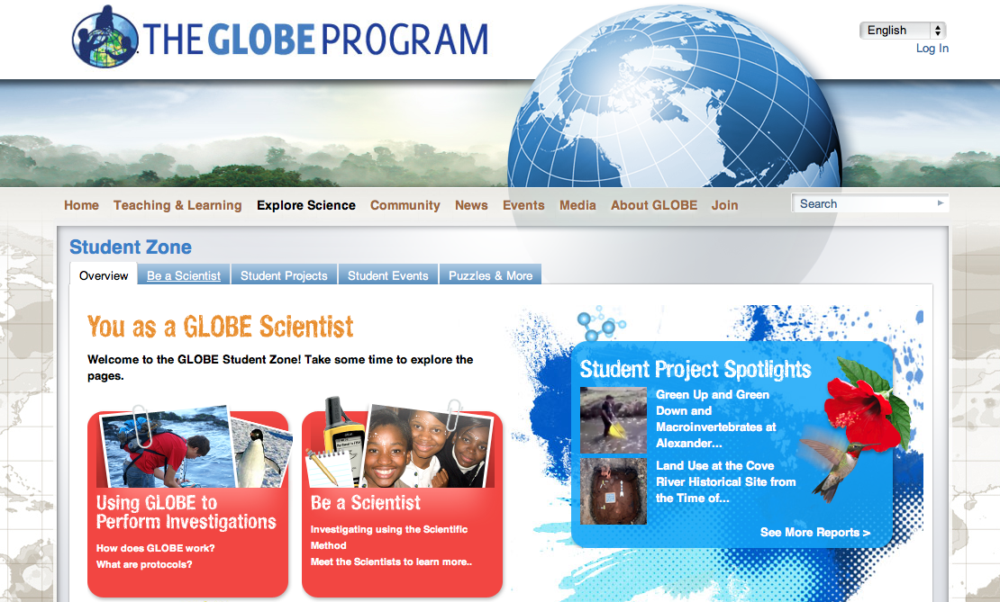 THE GLOBE PROGRAM
English
Log In
Home Teaching & Learning Explore Science Community News Events Media About GLOBE Join
Search
Student Zone
Overview Be a Scientist Student Projects Student Events Puzzles & More
You as a GLOBE Scientist
Welcome to the GLOBE Student Zone! Take some time to explore the
pages.
Using GLOBE to
Perform Investigations
How does GLOBE work?
What are protocols?
Be a Scientist
Investigating using the Scientific
Method
Meet the Scientists to learn more..
Student Project Spotlights
Green Up and Green
Down and
Macroinvertebrates at
Alexander...
Land Use at the Cove
River Historical Site from
the Time of...
See More Reports >